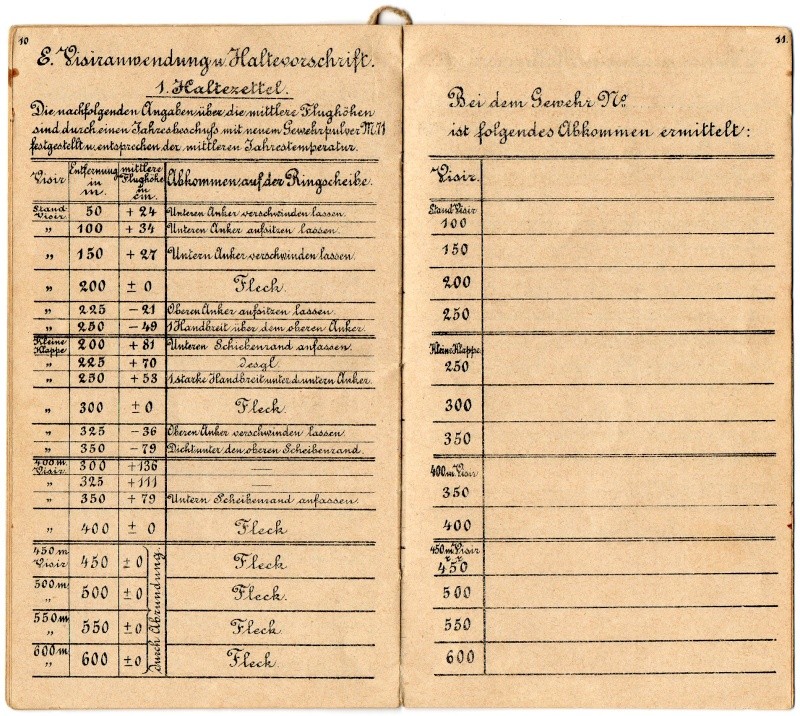 10
E. Visiranwendung u. Haltevorschrift.
1. Haltezettel.
Die nachfolgenden Angaben über die mittlere Flughöhen
sind durch einen Jahresbeschuß mit neuem Gewehrpulver M.71
festgestellt u. entsprechen der mittleren Jahrestemperatur.
Visir Entfernung in m. mittlere Flughöhe in cm. Abkommen, auf der Ringscheibe.
Stand Visir 50 + 24 Unteren Anker verschwinden lassen.
„ 100 + 34 Unteren Anker aufsitzen lassen.
„ 150 + 27 Untern Anker verschwinden lassen.
„ 200 ± 0 Fleck.
„ 225 – 21 Oberen Anker aufsitzen lassen.
„ 250 – 49 1 Handbreit über dem oberen Anker.
Kleine Klappe 200 + 81 Unteren Scheibenrand anfassen.
„ 225 + 70 desgl.
„ 250 + 53 1 starke Handbreit unter d. untern Anker.
„ 300 ± 0 Fleck.
„ 325 – 36 Oberen Anker verschwinden lassen.
„ 350 – 79 Dicht unter den oberen Scheibenrand.
400 m. Visir 300 +136 —
„ 325 +111 —
„ 350 + 79 Untern Scheibenrand anfassen.
„ 400 ± 0 Fleck
450 m Visir 450 ± 0 durch Abrundung. Fleck
500 m „ 500 ± 0 Fleck.
550 m „ 550 ± 0 Fleck
600 m „ 600 ± 0 Fleck.
11.
Bei dem Gewehr No
ist folgendes Abkommen ermittelt:
Visir.
Stand Visir
100
150
200
250
Kleine Klappe
250
300
350
400 m. Visir
350
400
450 m. Visir
450
500
550
600